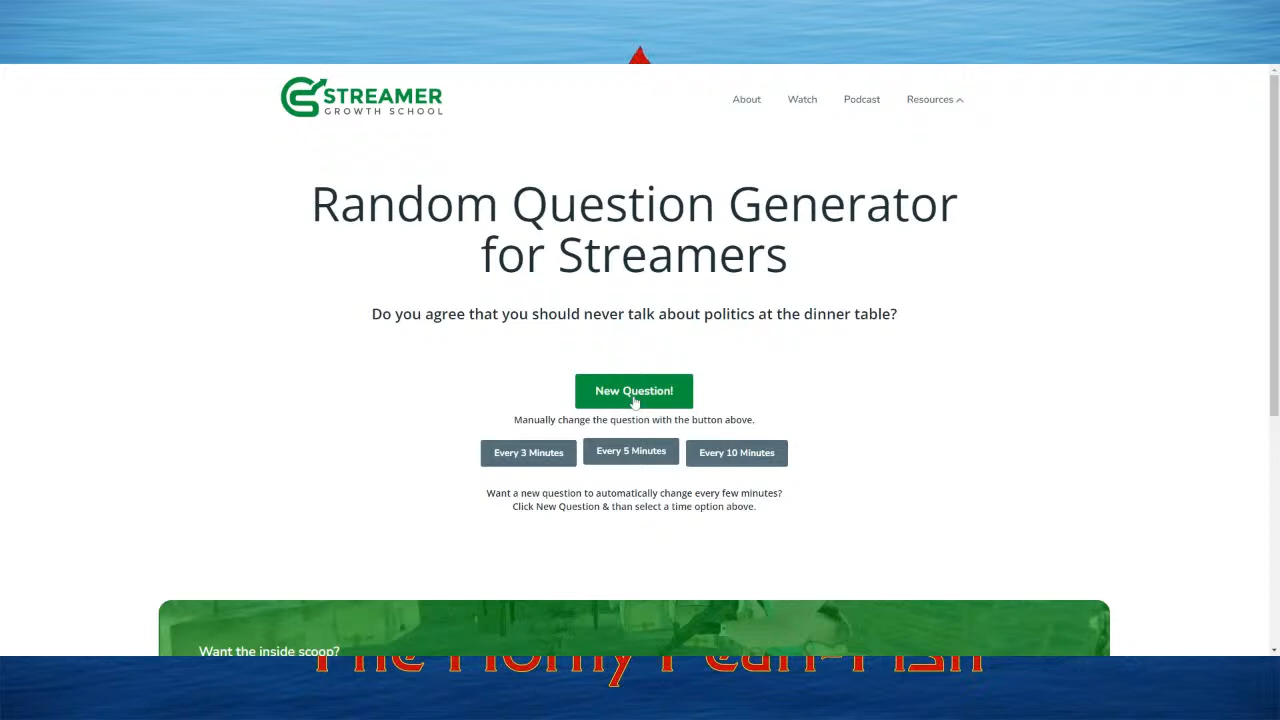 STREAMER
GROWTH SCHOOL
About Watch Podcast Resources
Random Question Generator
for Streamers
Do you agree that you should never talk about politics at the dinner table?
New Question!
Manually change the question with the button above.
Every 3 Minutes Every 5 Minutes Every 10 Minutes
Want a new question to automatically change every few minutes?
Click New Question & than select a time option above.
Want the inside scoop?